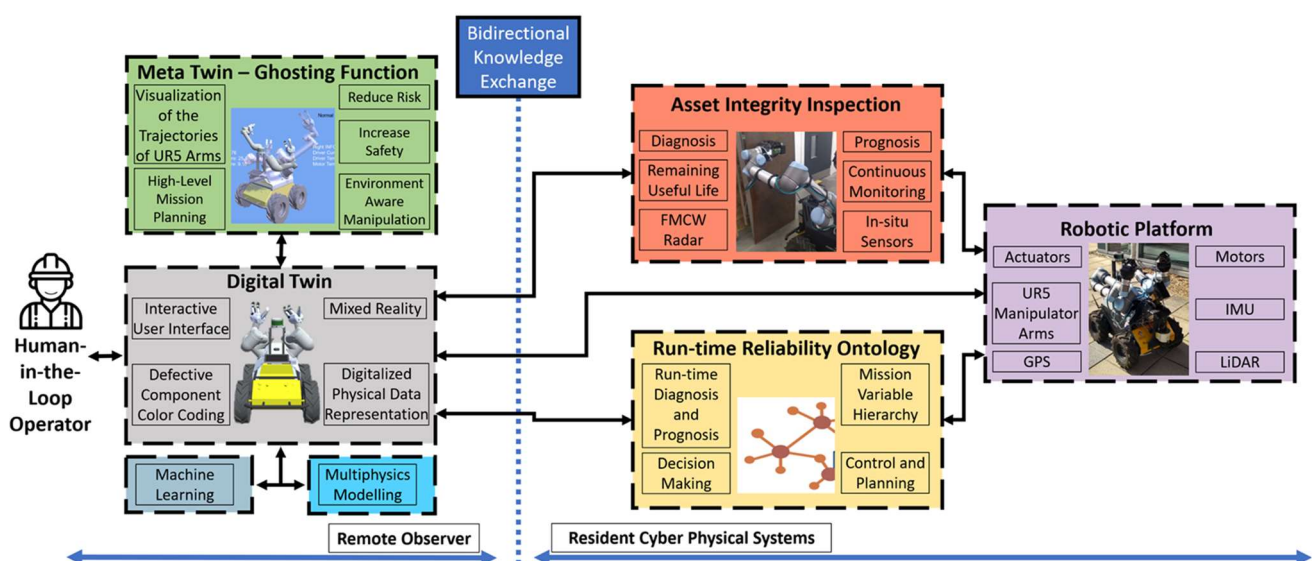 Bidirectional
Knowledge
Exchange
Meta Twin – Ghosting Function
Visualization
of the
Trajectories
of UR5 Arms
High-Level
Mission
Planning
Normal
Reduce Risk
Increase
Safety
Environment
Aware
Manipulation
Asset Integrity Inspection
Diagnosis
Remaining
Useful Life
FMCW
Radar
Prognosis
Continuous
Monitoring
In-situ
Sensors
Robotic Platform
Actuators
UR5
Manipulator
Arms
GPS
Motors
IMU
LiDAR
Human-
in-the-
Loop
Operator
Digital Twin
Interactive
User Interface
Defective
Component
Color Coding
Mixed Reality
Digitalized
Physical Data
Representation
Run-time Reliability Ontology
Run-time
Diagnosis
and
Prognosis
Decision
Making
Mission
Variable
Hierarchy
Control and
Planning
Machine
Learning
Multiphysics
Modelling
Remote Observer
Resident Cyber Physical Systems